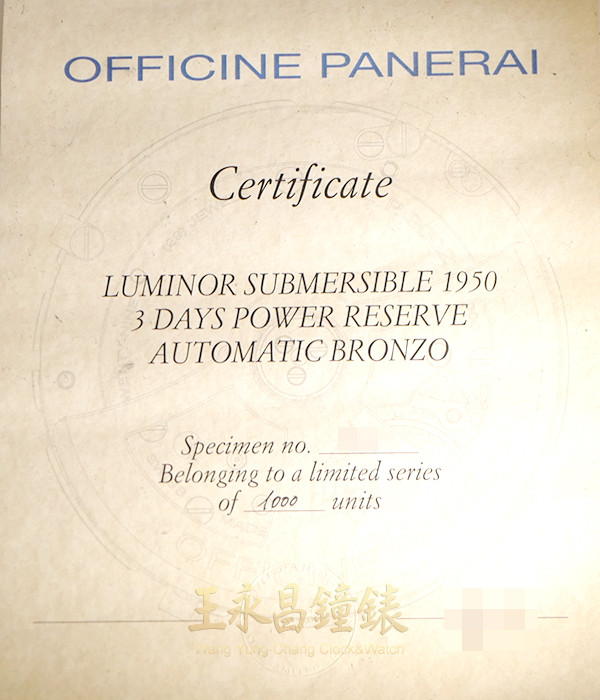 OFFICINE PANERAI
Certificate
LUMINOR SUBMERSIBLE 1950
3 DAYS POWER RESERVE
AUTOMATIC BRONZO
Specimen no.
Belonging to a limited series
of 1000 units
王永昌鐘錶
Wang Yung-Chang Clock&Watch